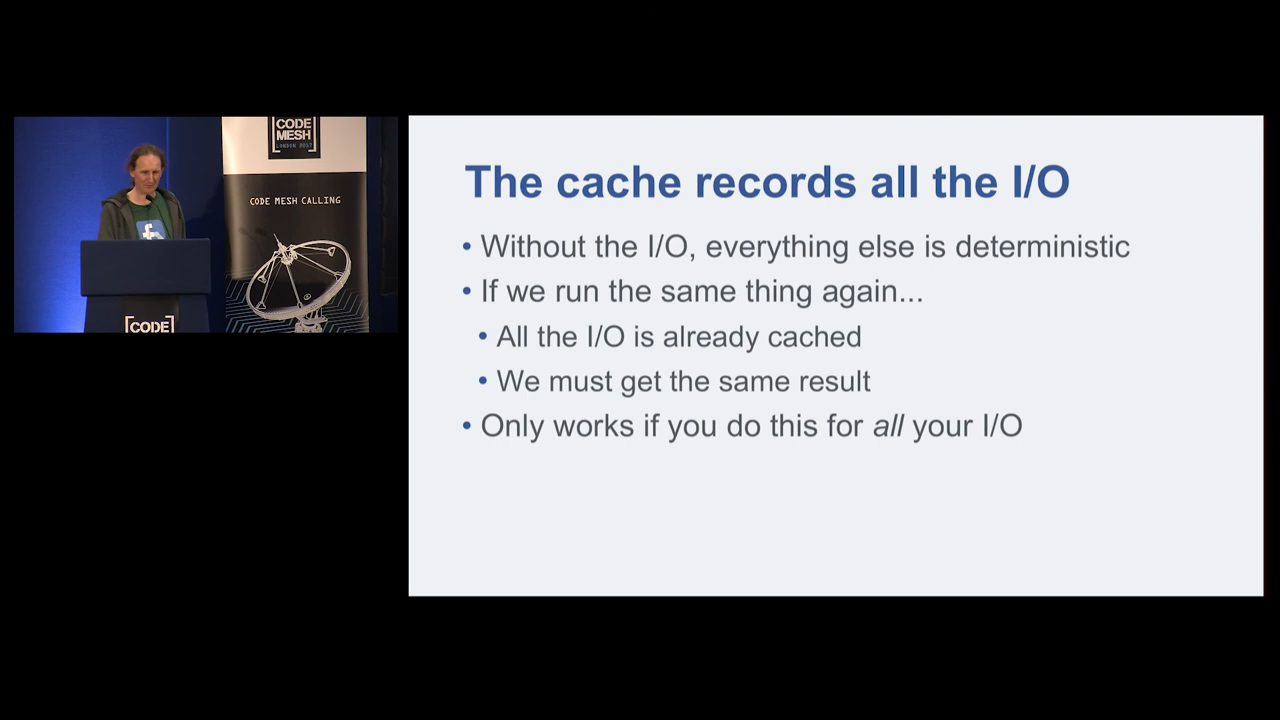 CODE
MESH
LONDON 2017
CODE MESH CALLING
CODE
The cache records all the I/O
• Without the I/O, everything else is deterministic
• If we run the same thing again...
• All the I/O is already cached
• We must get the same result
• Only works if you do this for all your I/O